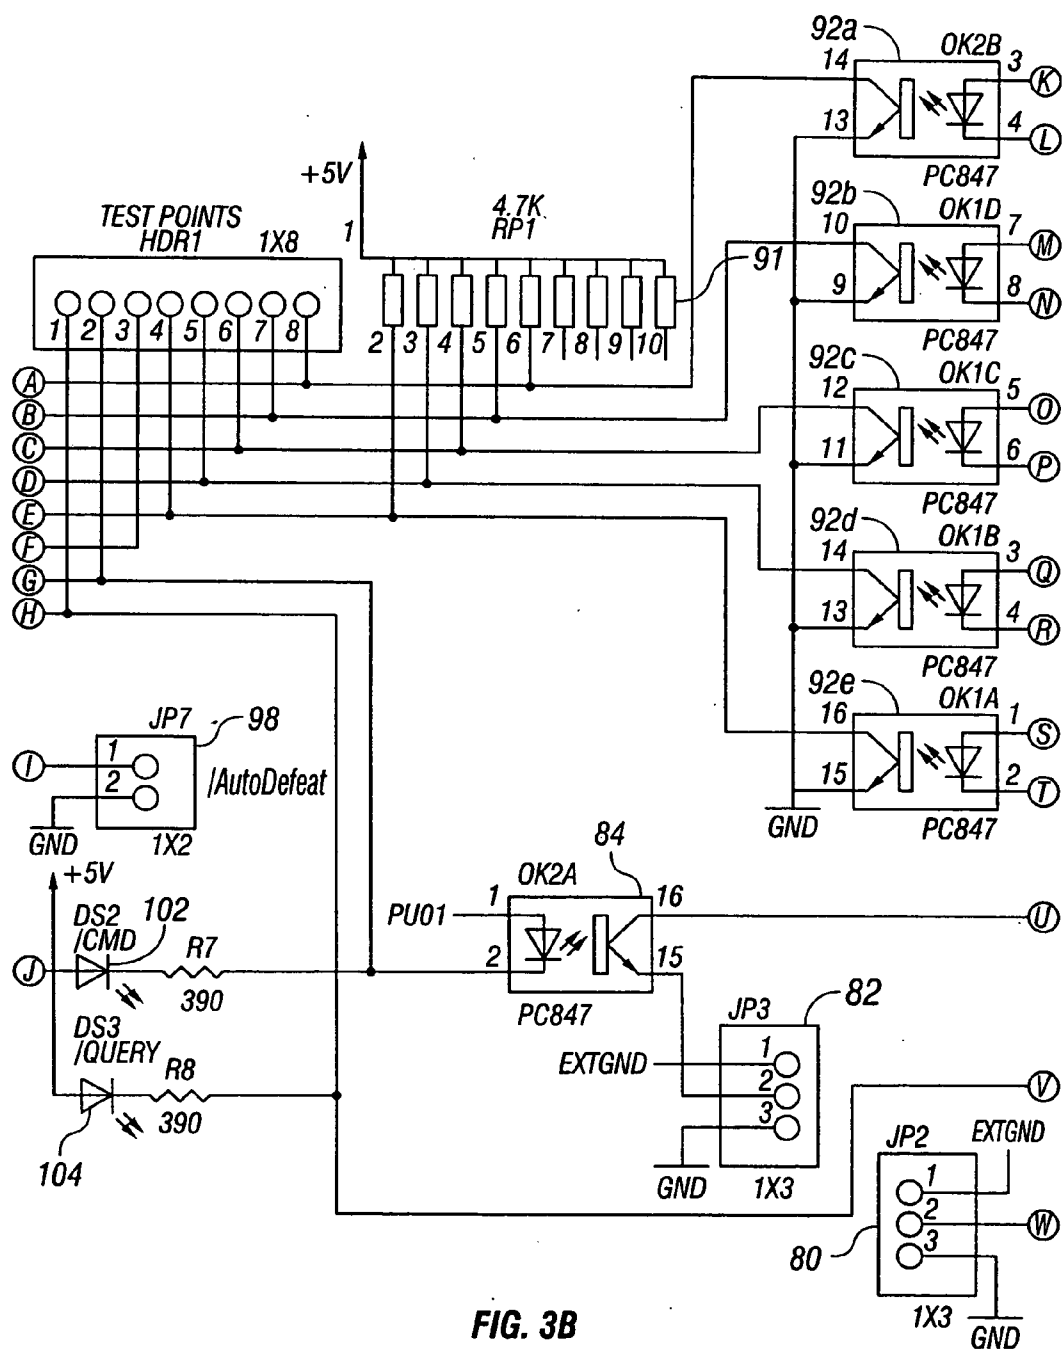 92a
OK2B
14
3
K
13
4
L
PC847
+5V
1
4.7K
RP1
TEST POINTS
HDR1 1X8
92b
OK1D
10
7
M
9
8
N
PC847
91
1 2 3 4 5 6 7 8
2 3 4 5 6 7 8 9 10
92c
OK1C
12
5
O
11
6
P
PC847
A
B
C
D
E
F
G
H
92d
OK1B
14
3
Q
13
4
R
PC847
92e
OK1A
16
1
S
15
2
T
PC847
GND
JP7
98
I
1
2
/AutoDefeat
GND
1X2
+5V
84
OK2A
PU01
1
16
U
2
15
PC847
DS2
/CMD
102
R7
J
390
DS3
/QUERY
R8
390
104
JP3
82
EXTGND
1
2
3
GND
1X3
V
JP2
EXTGND
1
2
3
W
80
1X3
GND
FIG. 3B